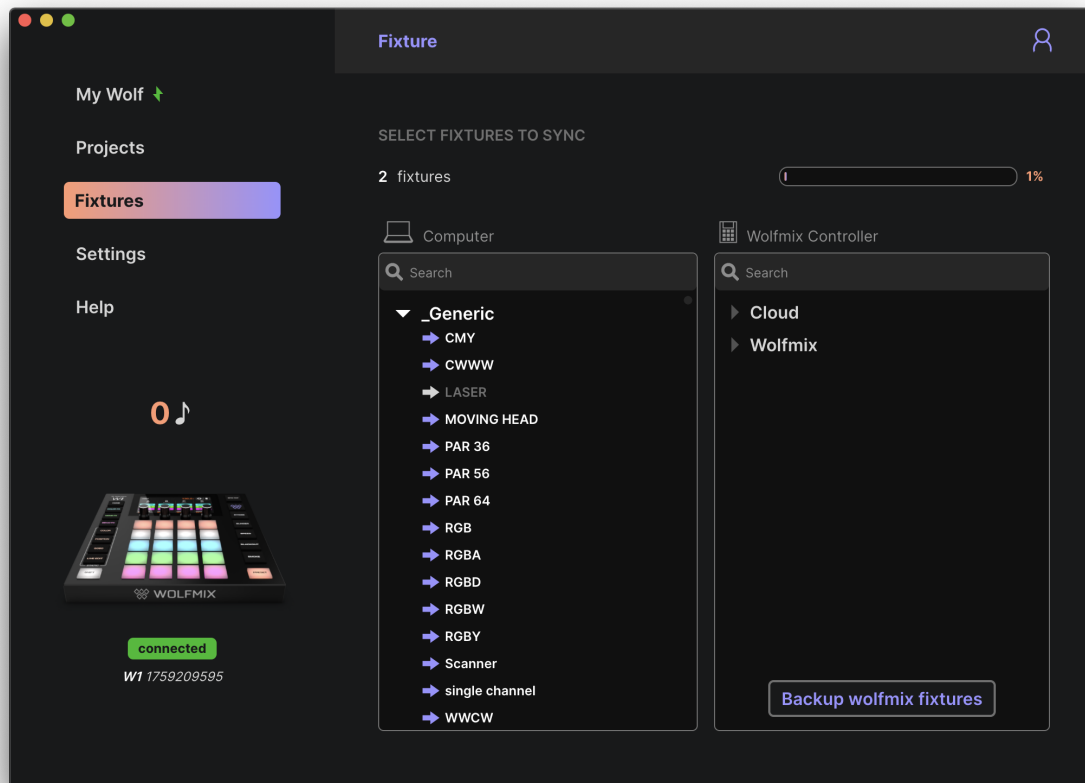 Fixture
My Wolf
Projects
Fixtures
Settings
Help
0
WOLFMIX
connected
W1 1759209595
SELECT FIXTURES TO SYNC
2 fixtures
1%
Computer
Search
_Generic
CMY
CWWW
LASER
MOVING HEAD
PAR 36
PAR 56
PAR 64
RGB
RGBA
RGBD
RGBW
RGBY
Scanner
single channel
WWCW
Wolfmix Controller
Search
Cloud
Wolfmix
Backup wolfmix fixtures